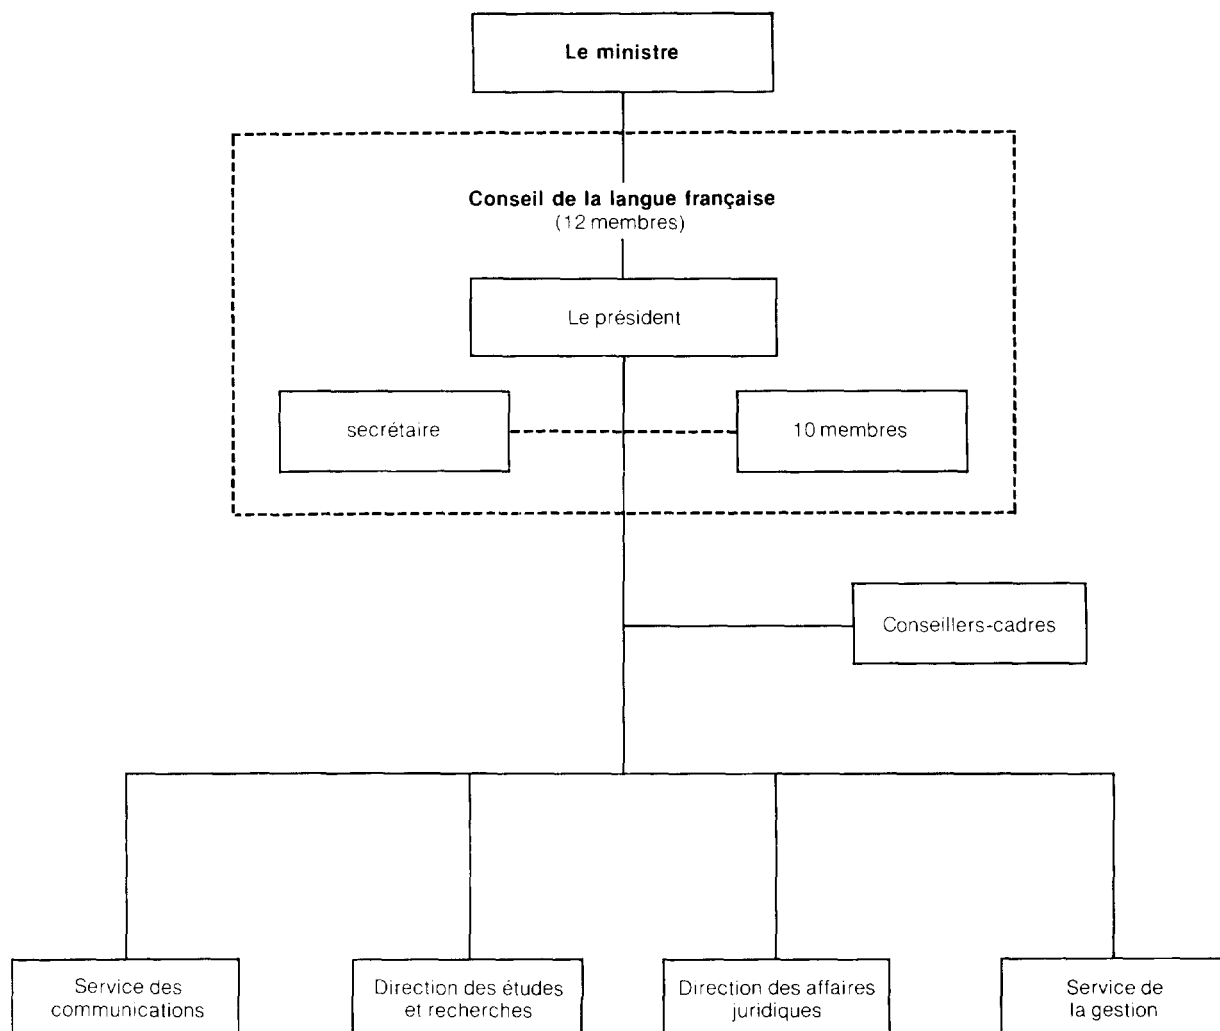 Le ministre
Conseil de la langue française
(12 membres)
Le président
secrétaire
10 membres
Conseillers-cadres
Service des
communications
Direction des études
et recherches
Direction des affaires
juridiques
Service de
la gestion